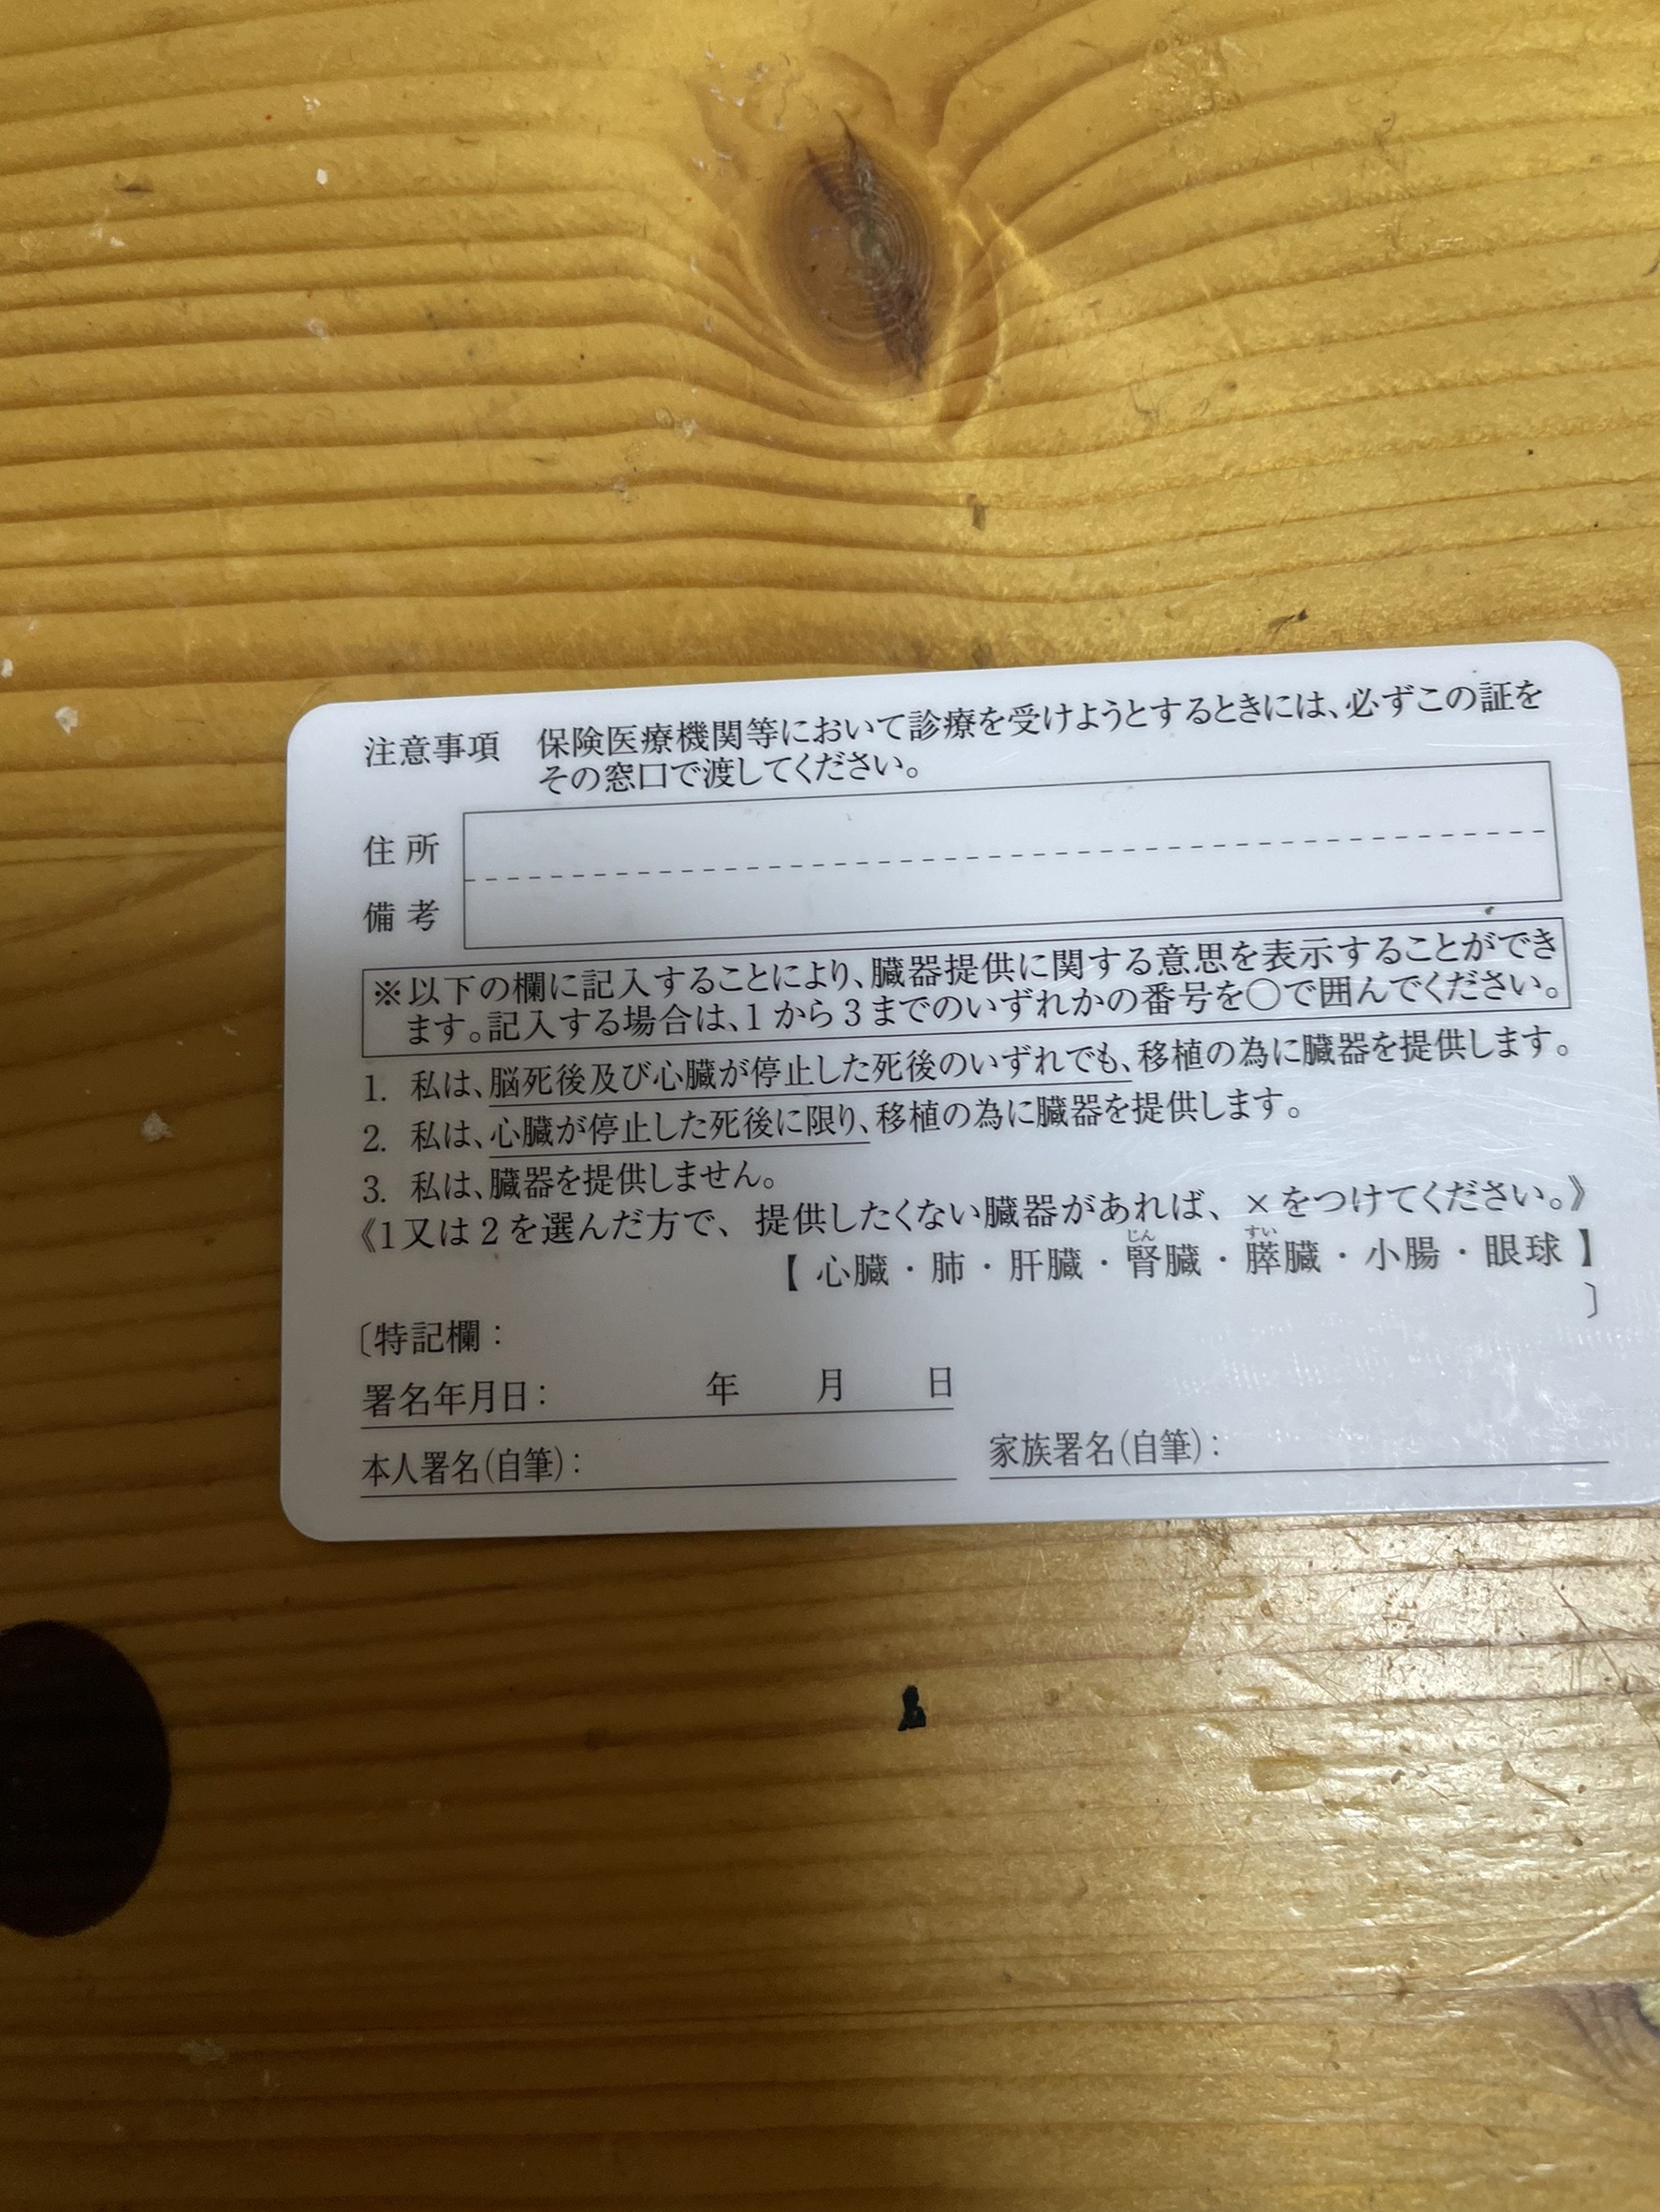 注意事項 保険医療機関等において診療を受けようとするときには、必ずこの証を
その窓口で渡してください。
住所
備考
※以下の欄に記入することにより、臓器提供に関する意思を表示することができ
ます。記入する場合は、1から3までのいずれかの番号を○で囲んでください。
1. 私は、脳死後及び心臓が停止した死後のいずれでも、移植の為に臓器を提供します。
2. 私は、心臓が停止した死後に限り、移植の為に臓器を提供します。
3. 私は、臓器を提供しません。
《1又は2を選んだ方で、提供したくない臓器があれば、×をつけてください。》
じん すい
【 心臓・肺・肝臓・腎臓・膵臓・小腸・眼球 】
〔特記欄: 〕
署名年月日: 年 月 日
本人署名(自筆): 家族署名(自筆):